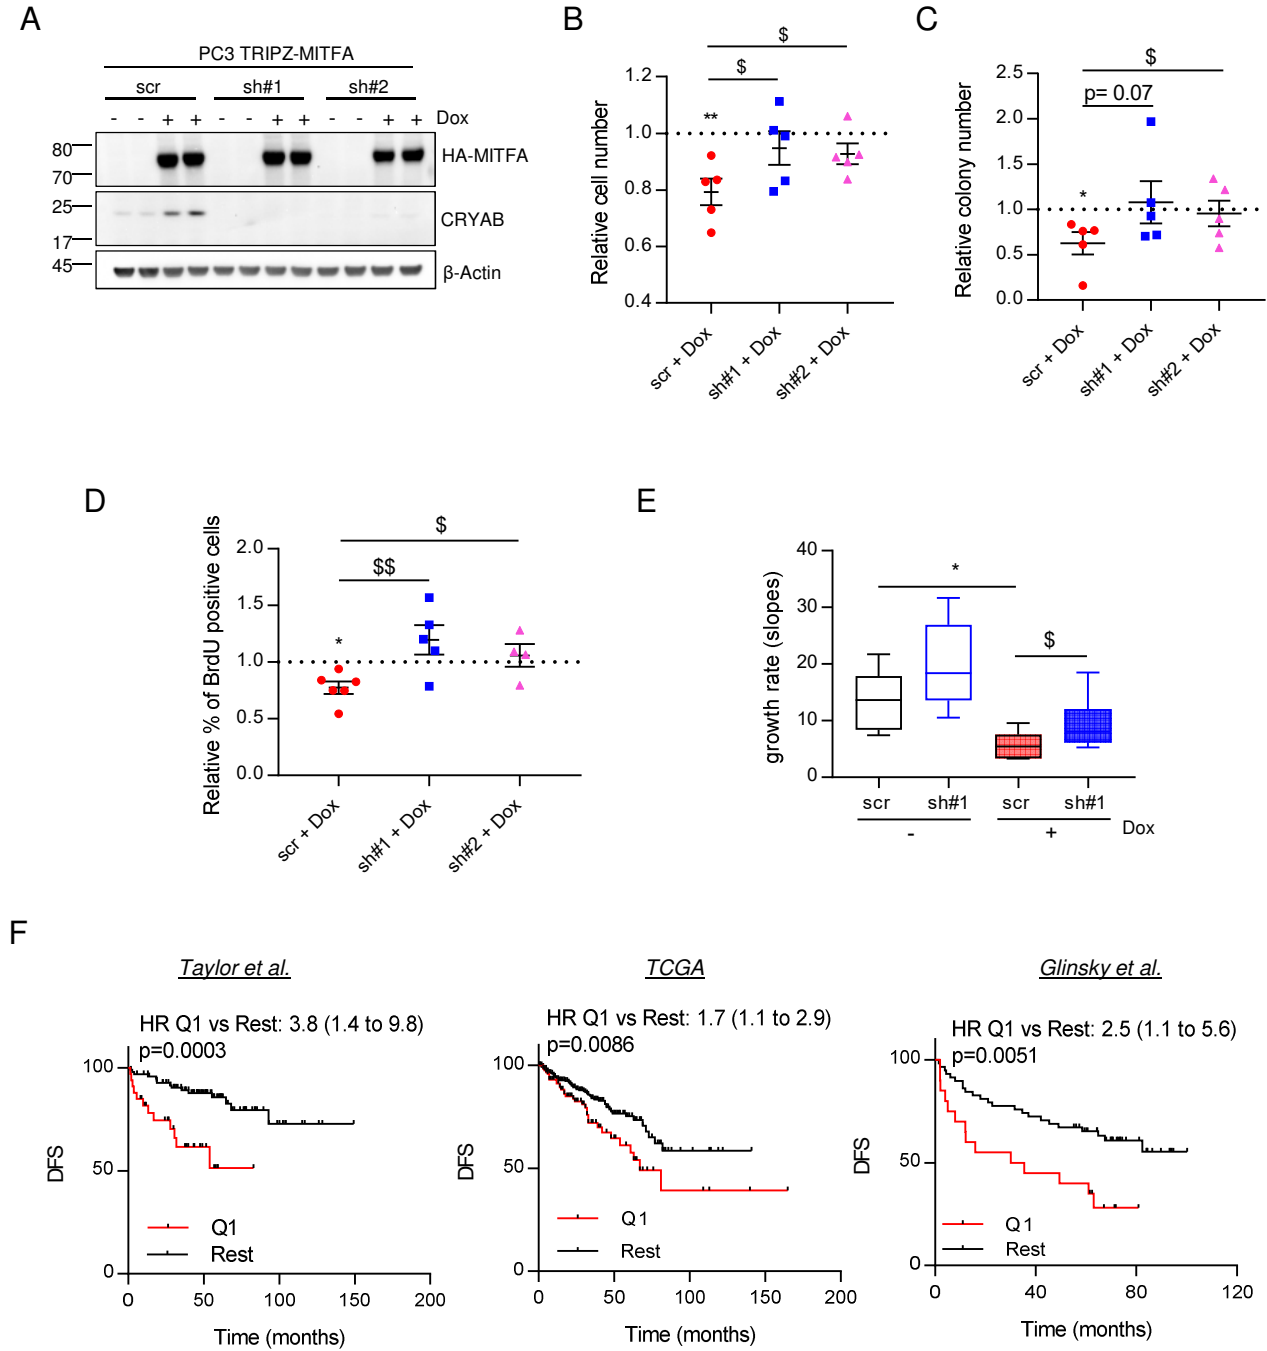 A
PC3 TRIPZ-MITFA
scr sh#1 sh#2
- - + + - - + + - - + + Dox
80
70
HA-MITFA
25
17
CRYAB
45
β-Actin
B
Relative cell number
1.2
1.0
0.8
0.6
0.4
$
$
**
scr + Dox
sh#1 + Dox
sh#2 + Dox
C
Relative colony number
2.5
2.0
1.5
1.0
0.5
0.0
$
p= 0.07
*
scr + Dox
sh#1 + Dox
sh#2 + Dox
D
Relative % of BrdU positive cells
2.0
1.5
1.0
0.5
0.0
$
$$
*
scr + Dox
sh#1 + Dox
sh#2 + Dox
E
growth rate (slopes)
40
30
20
10
0
*
$
scr sh#1 scr sh#1
- + Dox
F
Taylor et al.
HR Q1 vs Rest: 3.8 (1.4 to 9.8)
p=0.0003
DFS
100
50
0
Q1
Rest
0 50 100 150 200
Time (months)
TCGA
HR Q1 vs Rest: 1.7 (1.1 to 2.9)
p=0.0086
DFS
100
50
0
Q1
Rest
0 50 100 150 200
Time (months)
Glinsky et al.
HR Q1 vs Rest: 2.5 (1.1 to 5.6)
p=0.0051
DFS
100
50
0
Q1
Rest
0 40 80 120
Time (months)